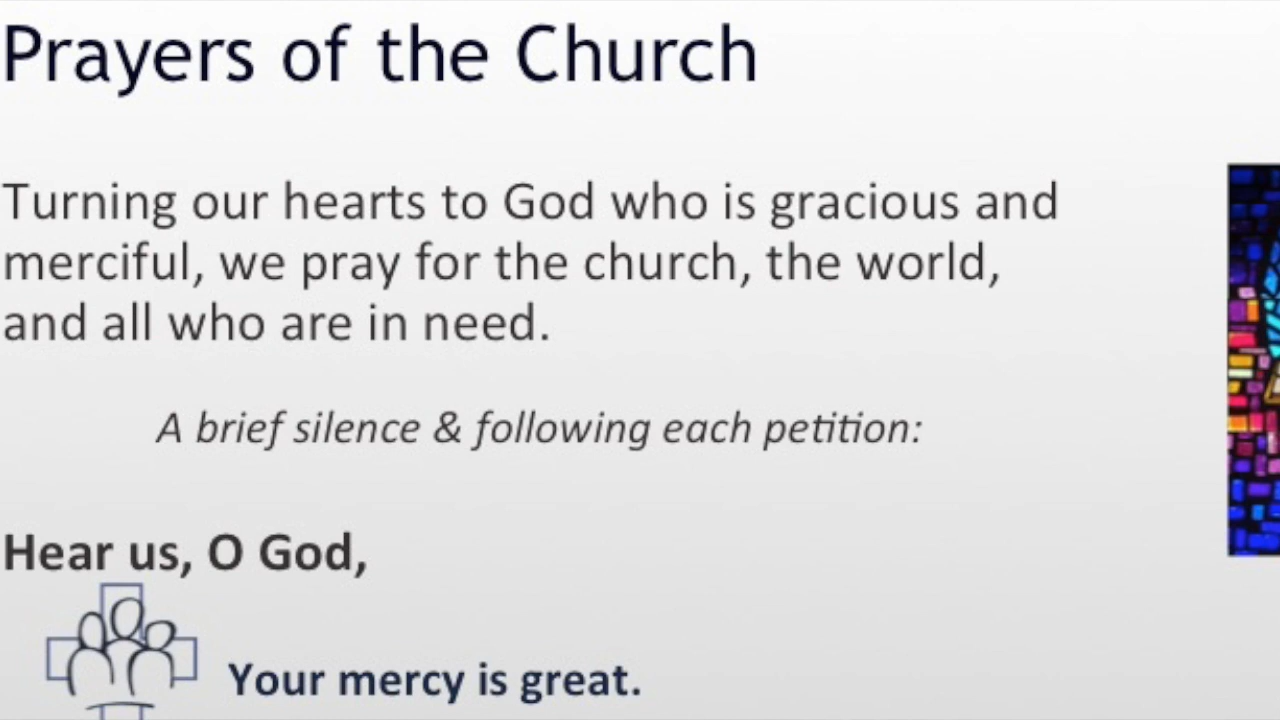 Prayers of the Church
Turning our hearts to God who is gracious and
merciful, we pray for the church, the world,
and all who are in need.
A brief silence & following each petition:
Hear us, O God,
Your mercy is great.